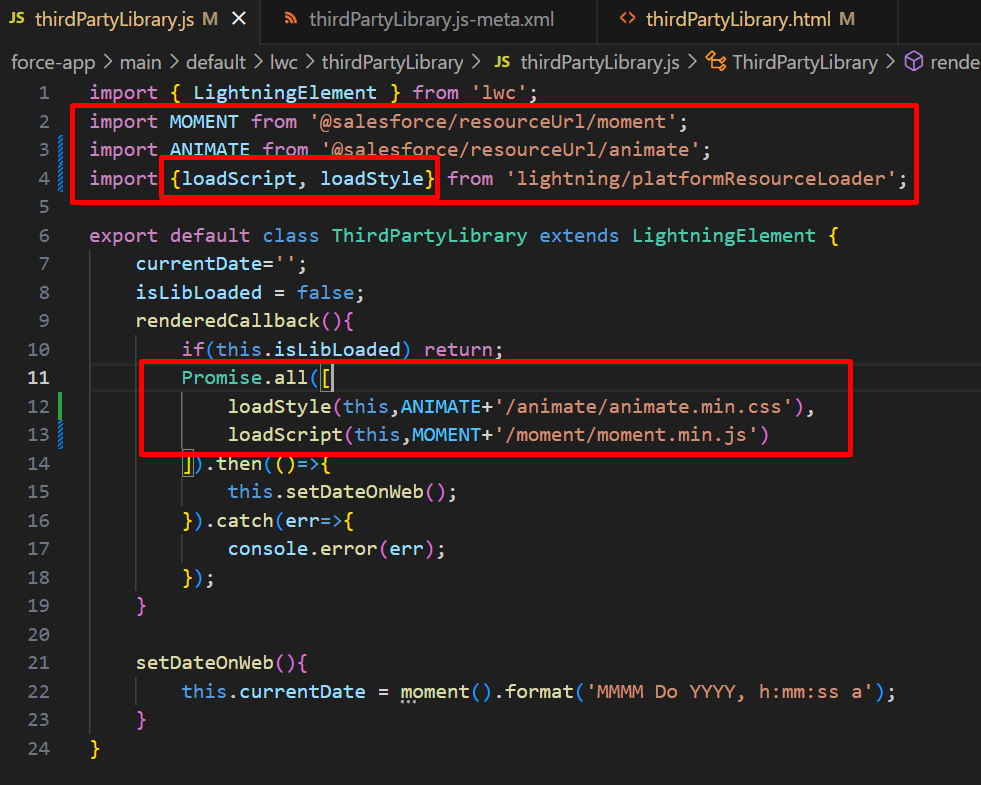 JS thirdPartyLibrary.js M × thirdPartyLibrary.js-meta.xml <> thirdPartyLibrary.html M
force-app > main > default > lwc > thirdPartyLibrary > JS thirdPartyLibrary.js > ThirdPartyLibrary > rende
1 import { LightningElement } from 'lwc';
2 import MOMENT from '@salesforce/resourceUrl/moment';
3 import ANIMATE from '@salesforce/resourceUrl/animate';
4 import {loadScript, loadStyle} from 'lightning/platformResourceLoader';
5
6 export default class ThirdPartyLibrary extends LightningElement {
7 currentDate='';
8 isLibLoaded = false;
9 renderedCallback(){
10 if(this.isLibLoaded) return;
11 Promise.all([
12 loadStyle(this,ANIMATE+'/animate/animate.min.css'),
13 loadScript(this,MOMENT+'/moment/moment.min.js')
14 ]).then(()=>{
15 this.setDateOnWeb();
16 }).catch(err=>{
17 console.error(err);
18 });
19 }
20
21 setDateOnWeb(){
22 this.currentDate = moment().format('MMMM Do YYYY, h:mm:ss a');
23 }
24 }